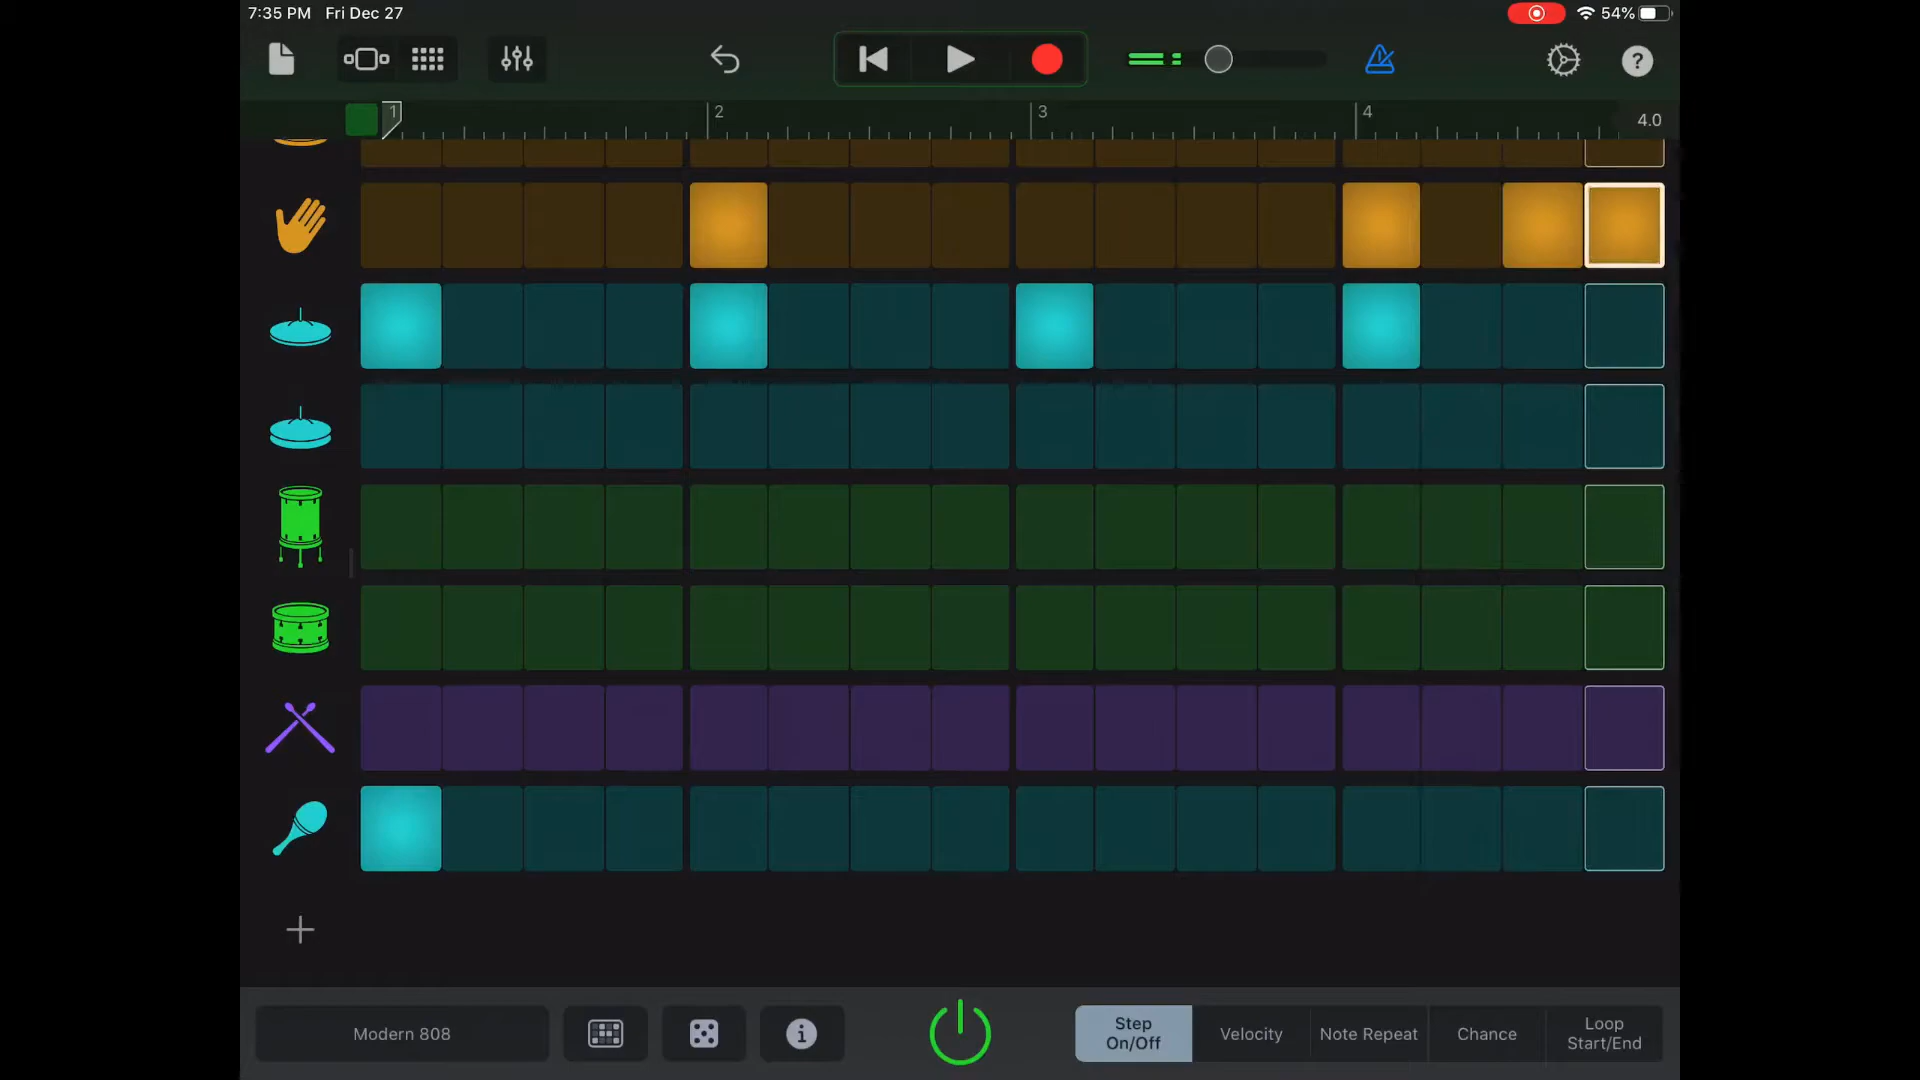 7:35 PM Fri Dec 27
54%
?
1 2 3 4 4.0
Modern 808
i
Step
On/Off
Velocity
Note Repeat
Chance
Loop
Start/End